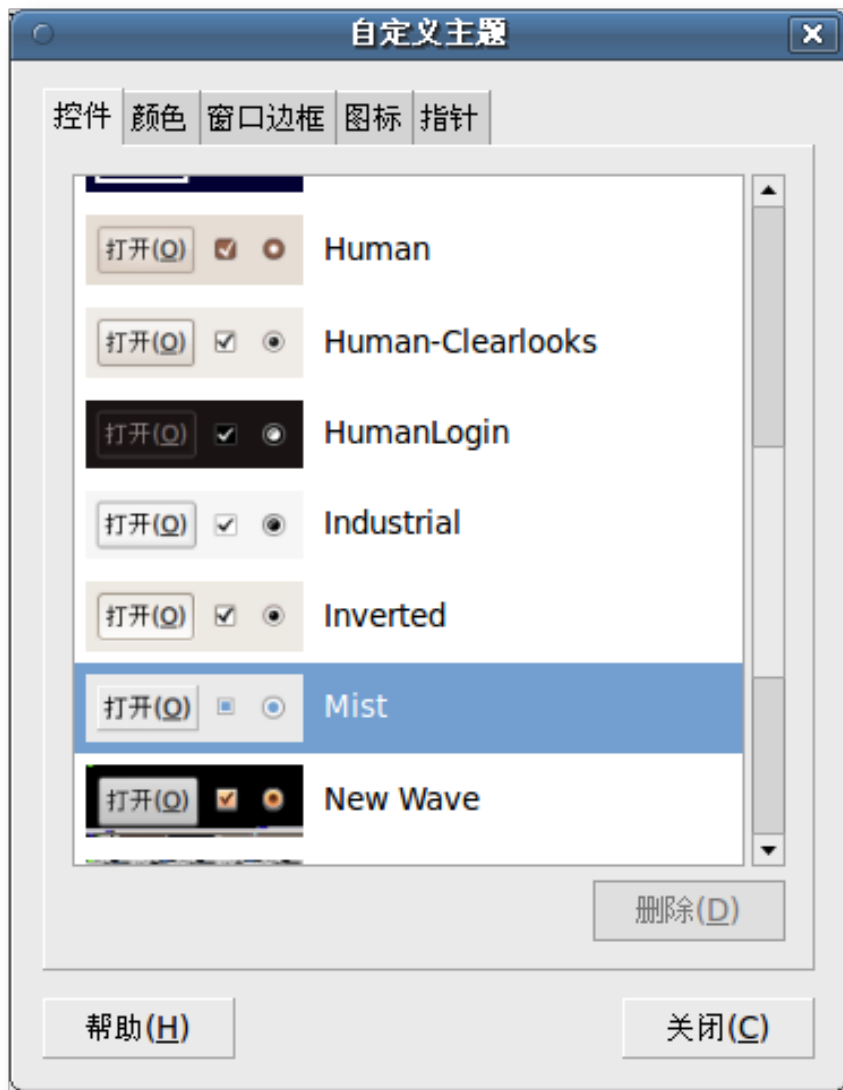 自定义主题
控件 颜色 窗口边框 图标 指针
打开(O) Human
打开(O) Human-Clearlooks
打开(O) HumanLogin
打开(O) Industrial
打开(O) Inverted
打开(O) Mist
打开(O) New Wave
删除(D)
帮助(H) 关闭(C)